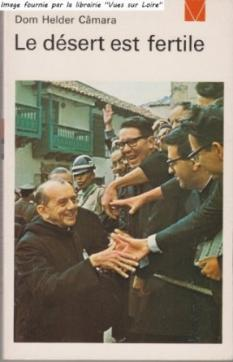 Image fournie par la librairie "Vues sur Loire"
Dom Helder Câmara
Le désert est fertile